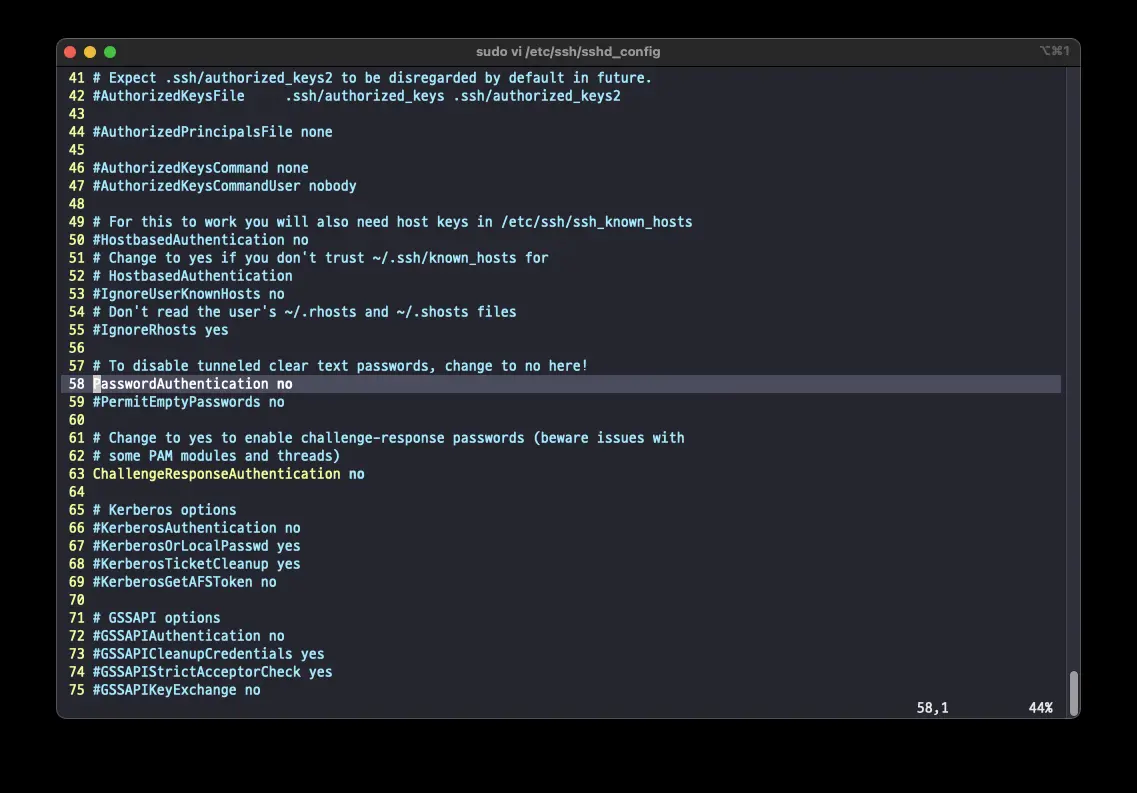 sudo vi /etc/ssh/sshd_config
⌥⌘1
41 # Expect .ssh/authorized_keys2 to be disregarded by default in future.
42 #AuthorizedKeysFile     .ssh/authorized_keys .ssh/authorized_keys2
43
44 #AuthorizedPrincipalsFile none
45
46 #AuthorizedKeysCommand none
47 #AuthorizedKeysCommandUser nobody
48
49 # For this to work you will also need host keys in /etc/ssh/ssh_known_hosts
50 #HostbasedAuthentication no
51 # Change to yes if you don't trust ~/.ssh/known_hosts for
52 # HostbasedAuthentication
53 #IgnoreUserKnownHosts no
54 # Don't read the user's ~/.rhosts and ~/.shosts files
55 #IgnoreRhosts yes
56
57 # To disable tunneled clear text passwords, change to no here!
58 PasswordAuthentication no
59 #PermitEmptyPasswords no
60
61 # Change to yes to enable challenge-response passwords (beware issues with
62 # some PAM modules and threads)
63 ChallengeResponseAuthentication no
64
65 # Kerberos options
66 #KerberosAuthentication no
67 #KerberosOrLocalPasswd yes
68 #KerberosTicketCleanup yes
69 #KerberosGetAFSToken no
70
71 # GSSAPI options
72 #GSSAPIAuthentication no
73 #GSSAPICleanupCredentials yes
74 #GSSAPIStrictAcceptorCheck yes
75 #GSSAPIKeyExchange no
58,1 44%